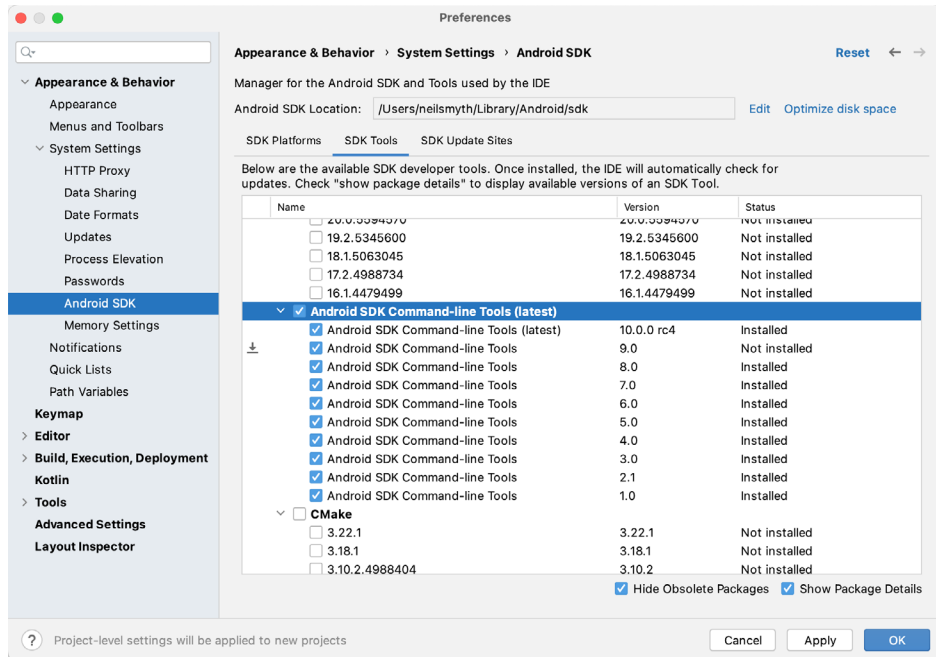 Preferences
Appearance & Behavior › System Settings › Android SDK Reset
Manager for the Android SDK and Tools used by the IDE
Android SDK Location: /Users/neilsmyth/Library/Android/sdk Edit Optimize disk space
SDK Platforms SDK Tools SDK Update Sites
Below are the available SDK developer tools. Once installed, the IDE will automatically check for
updates. Check "show package details" to display available versions of an SDK Tool.
Appearance & Behavior
Appearance
Menus and Toolbars
System Settings
HTTP Proxy
Data Sharing
Date Formats
Updates
Process Elevation
Passwords
Android SDK
Memory Settings
Notifications
Quick Lists
Path Variables
Keymap
Editor
Build, Execution, Deployment
Kotlin
Tools
Advanced Settings
Layout Inspector
Name Version Status
20.0.5594570 20.0.5594570 Not installed
19.2.5345600 19.2.5345600 Not installed
18.1.5063045 18.1.5063045 Not installed
17.2.4988734 17.2.4988734 Not installed
16.1.4479499 16.1.4479499 Not installed
Android SDK Command-line Tools (latest)
Android SDK Command-line Tools (latest) 10.0.0 rc4 Installed
Android SDK Command-line Tools 9.0 Not installed
Android SDK Command-line Tools 8.0 Installed
Android SDK Command-line Tools 7.0 Installed
Android SDK Command-line Tools 6.0 Installed
Android SDK Command-line Tools 5.0 Installed
Android SDK Command-line Tools 4.0 Installed
Android SDK Command-line Tools 3.0 Installed
Android SDK Command-line Tools 2.1 Installed
Android SDK Command-line Tools 1.0 Installed
CMake
3.22.1 3.22.1 Not installed
3.18.1 3.18.1 Not installed
3.10.2.4988404 3.10.2 Not installed
Hide Obsolete Packages Show Package Details
? Project-level settings will be applied to new projects
Cancel Apply OK